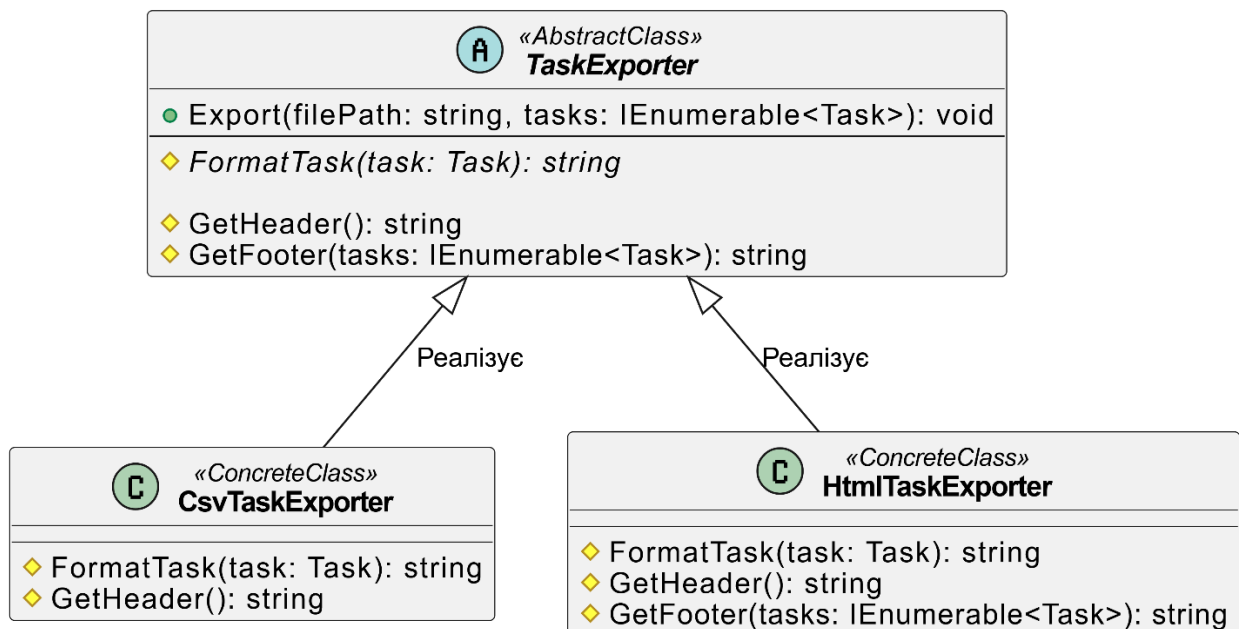 A
«AbstractClass»
TaskExporter
Export(filePath: string, tasks: IEnumerable<Task>): void
FormatTask(task: Task): string
GetHeader(): string
GetFooter(tasks: IEnumerable<Task>): string
Реалізує
Реалізує
C
«ConcreteClass»
CsvTaskExporter
FormatTask(task: Task): string
GetHeader(): string
C
«ConcreteClass»
HtmlTaskExporter
FormatTask(task: Task): string
GetHeader(): string
GetFooter(tasks: IEnumerable<Task>): string